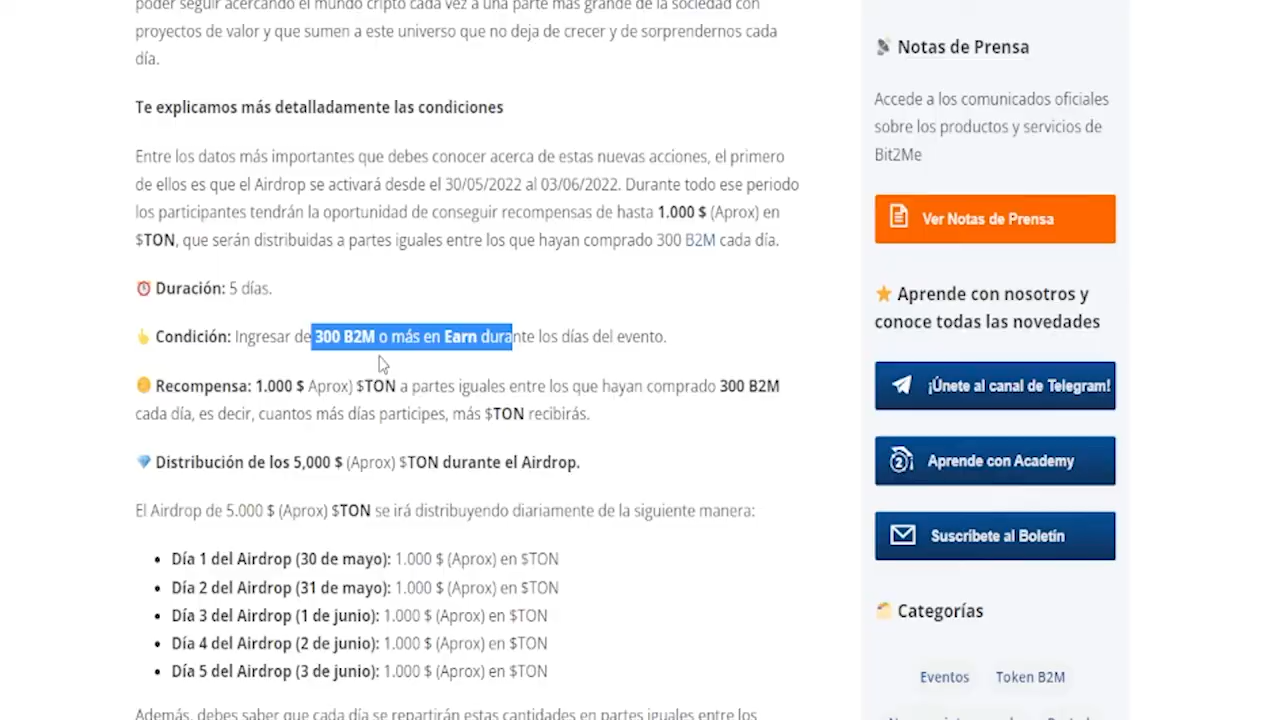 poder seguir acercando el mundo cripto cada vez a una parte más grande de la sociedad con
proyectos de valor y que sumen a este universo que no deja de crecer y de sorprendernos cada
día.
Te explicamos más detalladamente las condiciones
Entre los datos más importantes que debes conocer acerca de estas nuevas acciones, el primero
de ellos es que el Airdrop se activará desde el 30/05/2022 al 03/06/2022. Durante todo ese periodo
los participantes tendrán la oportunidad de conseguir recompensas de hasta 1.000 $ (Aprox) en
$TON, que serán distribuidas a partes iguales entre los que hayan comprado 300 B2M cada día.
Duración: 5 días.
Condición: Ingresar de 300 B2M o más en Earn durante los días del evento.
Recompensa: 1.000 $ Aprox) $TON a partes iguales entre los que hayan comprado 300 B2M
cada día, es decir, cuantos más días participes, más $TON recibirás.
Distribución de los 5,000 $ (Aprox) $TON durante el Airdrop.
El Airdrop de 5.000 $ (Aprox) $TON se irá distribuyendo diariamente de la siguiente manera:
• Día 1 del Airdrop (30 de mayo): 1.000 $ (Aprox) en $TON
• Día 2 del Airdrop (31 de mayo): 1.000 $ (Aprox) en $TON
• Día 3 del Airdrop (1 de junio): 1.000 $ (Aprox) en $TON
• Día 4 del Airdrop (2 de junio): 1.000 $ (Aprox) en $TON
• Día 5 del Airdrop (3 de junio): 1.000 $ (Aprox) en $TON
Además, debes saber que cada día se repartirán estas cantidades en partes iguales entre los
Notas de Prensa
Accede a los comunicados oficiales
sobre los productos y servicios de
Bit2Me
Ver Notas de Prensa
Aprende con nosotros y
conoce todas las novedades
¡Únete al canal de Telegram!
Aprende con Academy
Suscríbete al Boletín
Categorías
Eventos
Token B2M